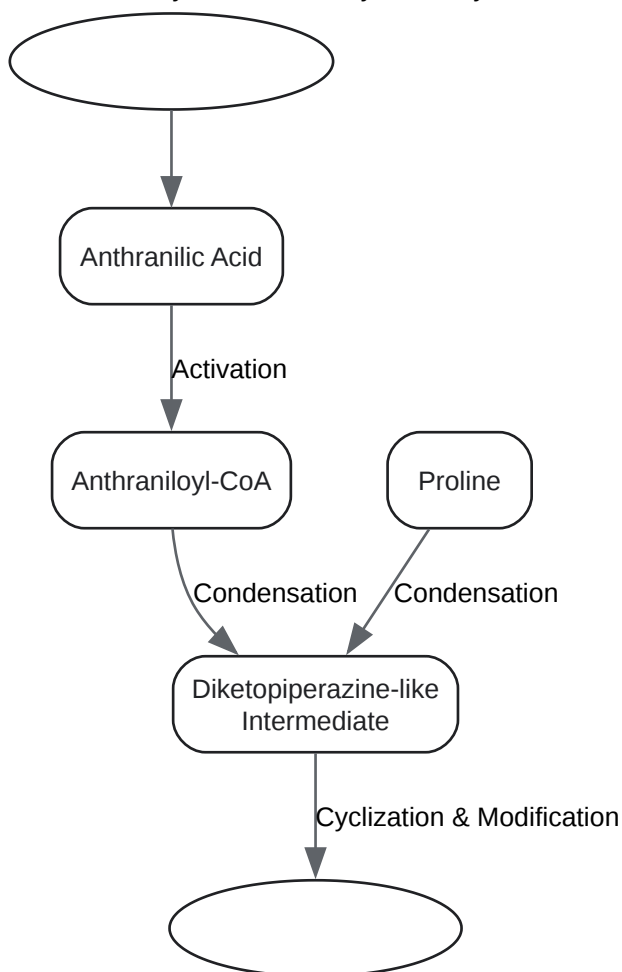 Anthranilic Acid
Activation
Anthraniloyl-CoA
Proline
Condensation
Condensation
Diketopiperazine-like
Intermediate
Cyclization & Modification